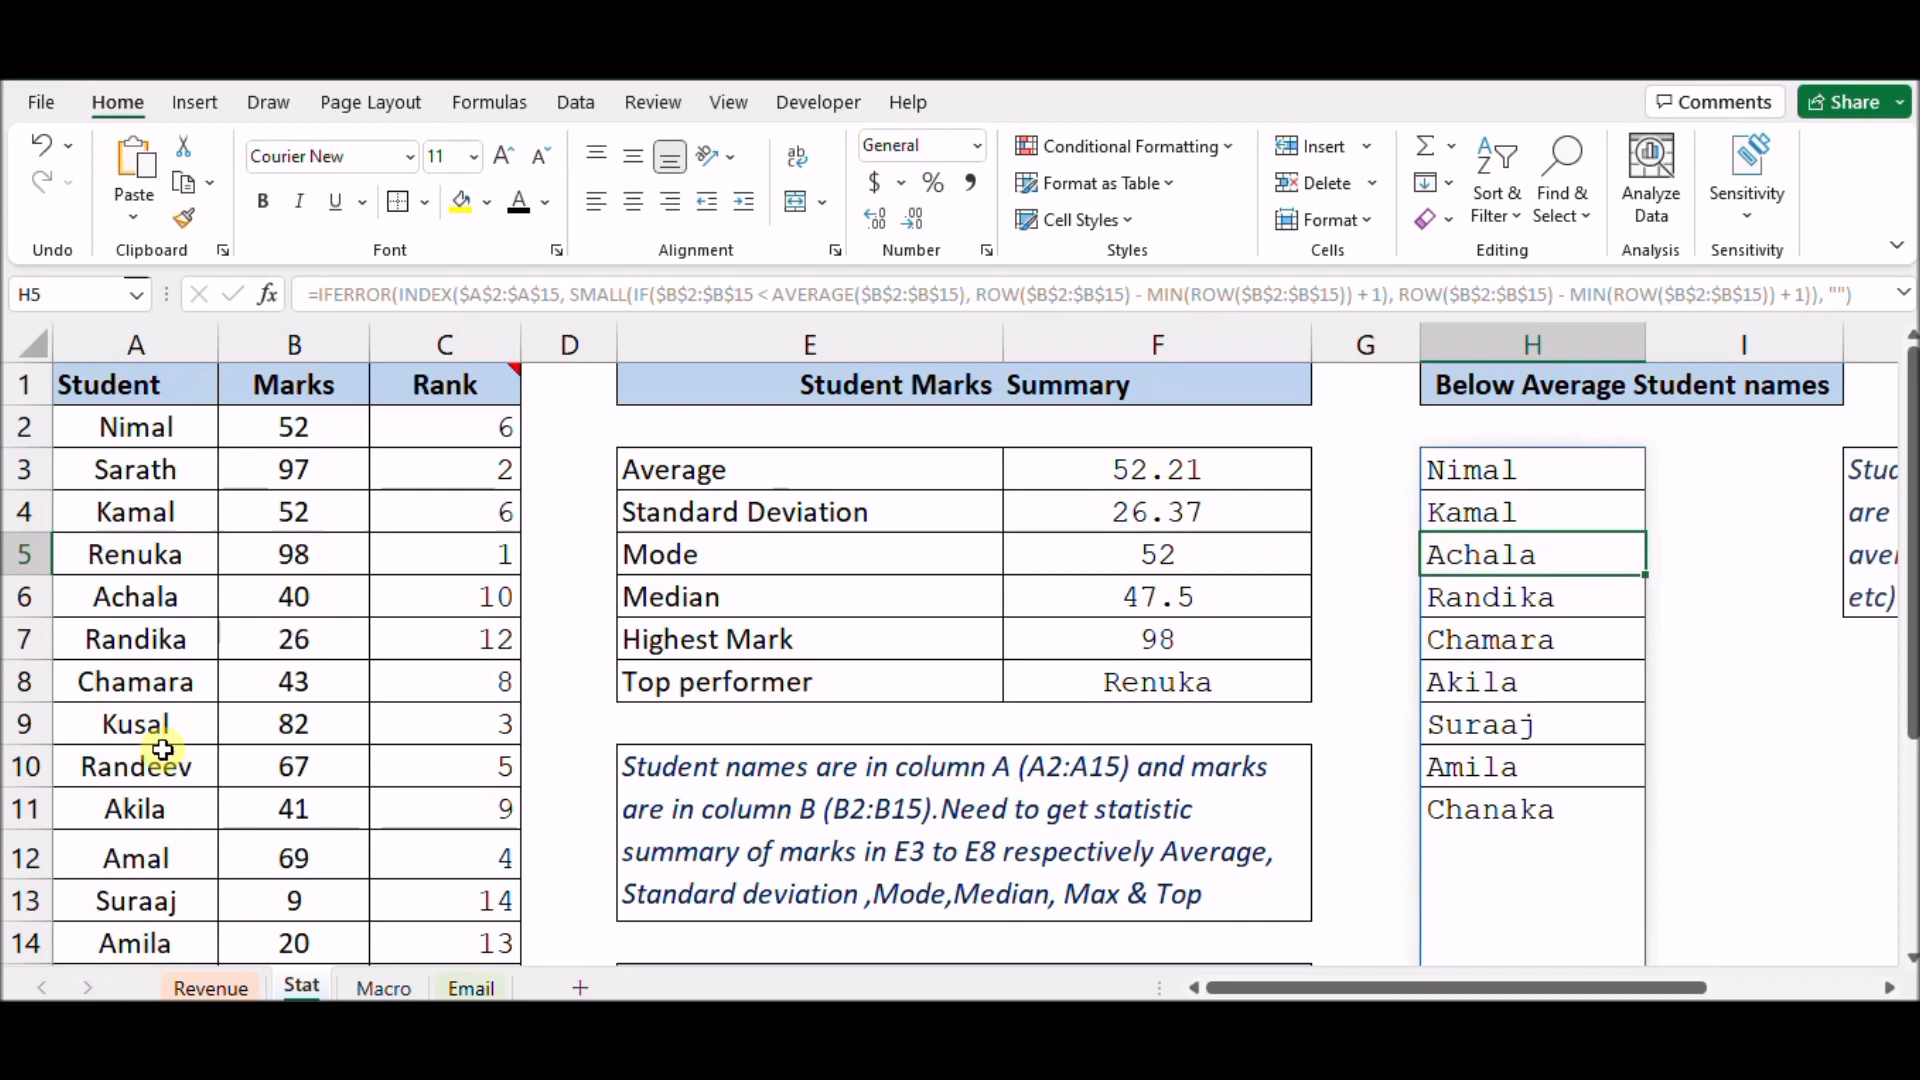 File Home Insert Draw Page Layout Formulas Data Review View Developer Help Comments Share
Paste
Undo Clipboard
Courier New 11
B I U A
Font
ab
Alignment
General
$ % ,
Number
Conditional Formatting
Format as Table
Cell Styles
Styles
Insert
Delete
Format
Cells
Sort & Filter
Find & Select
Editing
Analyze Data
Analysis
Sensitivity
Sensitivity
H5 fx =IFERROR(INDEX($A$2:$A$15, SMALL(IF($B$2:$B$15 < AVERAGE($B$2:$B$15), ROW($B$2:$B$15) - MIN(ROW($B$2:$B$15)) + 1), ROW($B$2:$B$15) - MIN(ROW($B$2:$B$15)) + 1)), "")
A B C D E F G H I
1 Student Marks Rank Student Marks Summary Below Average Student names
2 Nimal 52 6
3 Sarath 97 2 Average 52.21 Nimal
4 Kamal 52 6 Standard Deviation 26.37 Kamal are
5 Renuka 98 1 Mode 52 Achala
6 Achala 40 10 Median 47.5 Randika etc)
7 Randika 26 12 Highest Mark 98 Chamara
8 Chamara 43 8 Top performer Renuka Akila
9 Kusal 82 3 Suraaj
10 Randeev 67 5 Student names are in column A (A2:A15) and marks Amila
11 Akila 41 9 are in column B (B2:B15).Need to get statistic Chanaka
12 Amal 69 4 summary of marks in E3 to E8 respectively Average,
13 Suraaj 9 14 Standard deviation ,Mode,Median, Max & Top
14 Amila 20 13
Revenue Stat Macro Email